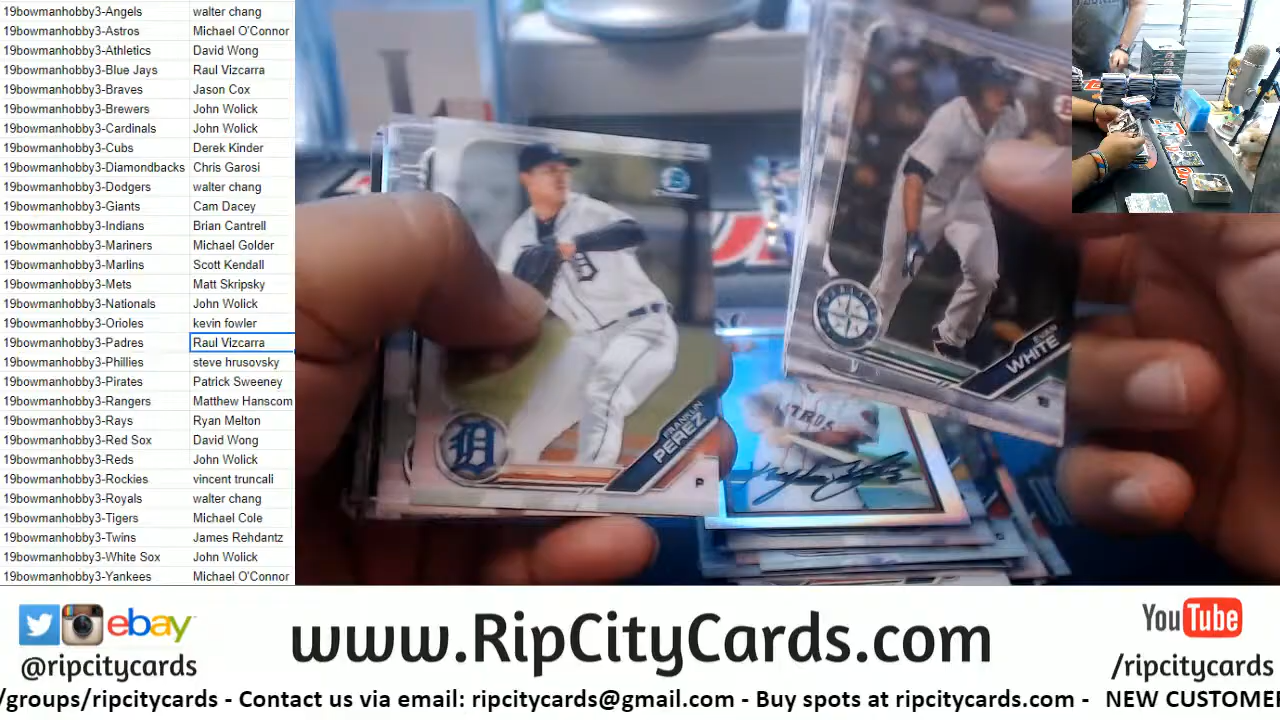 19bowmanhobby3-Angels walter chang
19bowmanhobby3-Astros Michael O'Connor
19bowmanhobby3-Athletics David Wong
19bowmanhobby3-Blue Jays Raul Vizcarra
19bowmanhobby3-Braves Jason Cox
19bowmanhobby3-Brewers John Wolick
19bowmanhobby3-Cardinals John Wolick
19bowmanhobby3-Cubs Derek Kinder
19bowmanhobby3-Diamondbacks Chris Garosi
19bowmanhobby3-Dodgers walter chang
19bowmanhobby3-Giants Cam Dacey
19bowmanhobby3-Indians Brian Cantrell
19bowmanhobby3-Mariners Michael Golder
19bowmanhobby3-Marlins Scott Kendall
19bowmanhobby3-Mets Matt Skripsky
19bowmanhobby3-Nationals John Wolick
19bowmanhobby3-Orioles kevin fowler
19bowmanhobby3-Padres Raul Vizcarra
19bowmanhobby3-Phillies steve hrusovsky
19bowmanhobby3-Pirates Patrick Sweeney
19bowmanhobby3-Rangers Matthew Hanscom
19bowmanhobby3-Rays Ryan Melton
19bowmanhobby3-Red Sox David Wong
19bowmanhobby3-Reds John Wolick
19bowmanhobby3-Rockies vincent truncali
19bowmanhobby3-Royals walter chang
19bowmanhobby3-Tigers Michael Cole
19bowmanhobby3-Twins James Rehdantz
19bowmanhobby3-White Sox John Wolick
19bowmanhobby3-Yankees Michael O'Connor
D
D
FRANKLIN
PEREZ
P
EVAN
WHITE
TROS
ebay
@ripcitycards
www.RipCityCards.com
YouTube
/ripcitycards
/groups/ripcitycards - Contact us via email: ripcitycards@gmail.com - Buy spots at ripcitycards.com - NEW CUSTOME